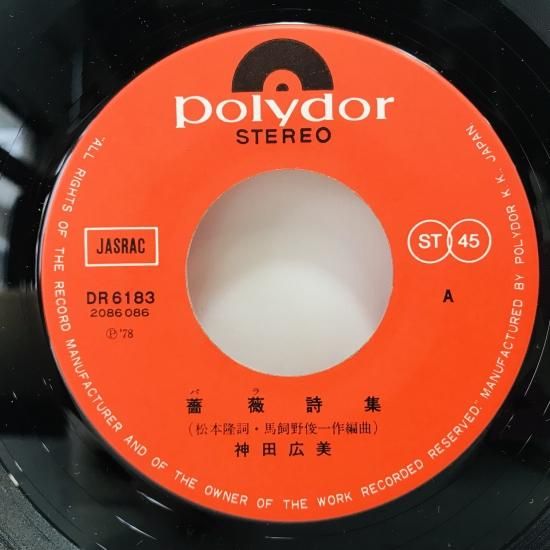 polydor
STEREO
JASRAC
ST 45
DR 6183
2086 086
Ⓟ'78
A
バ ラ
薔薇詩集
(松本隆詞・馬飼野俊一作編曲)
神田広美
"ALL RIGHTS OF THE RECORD MANUFACTURER AND OF THE OWNER OF THE WORK RECORDED RESERVED." MANUFACTURED BY POLYDOR K. K. JAPAN.